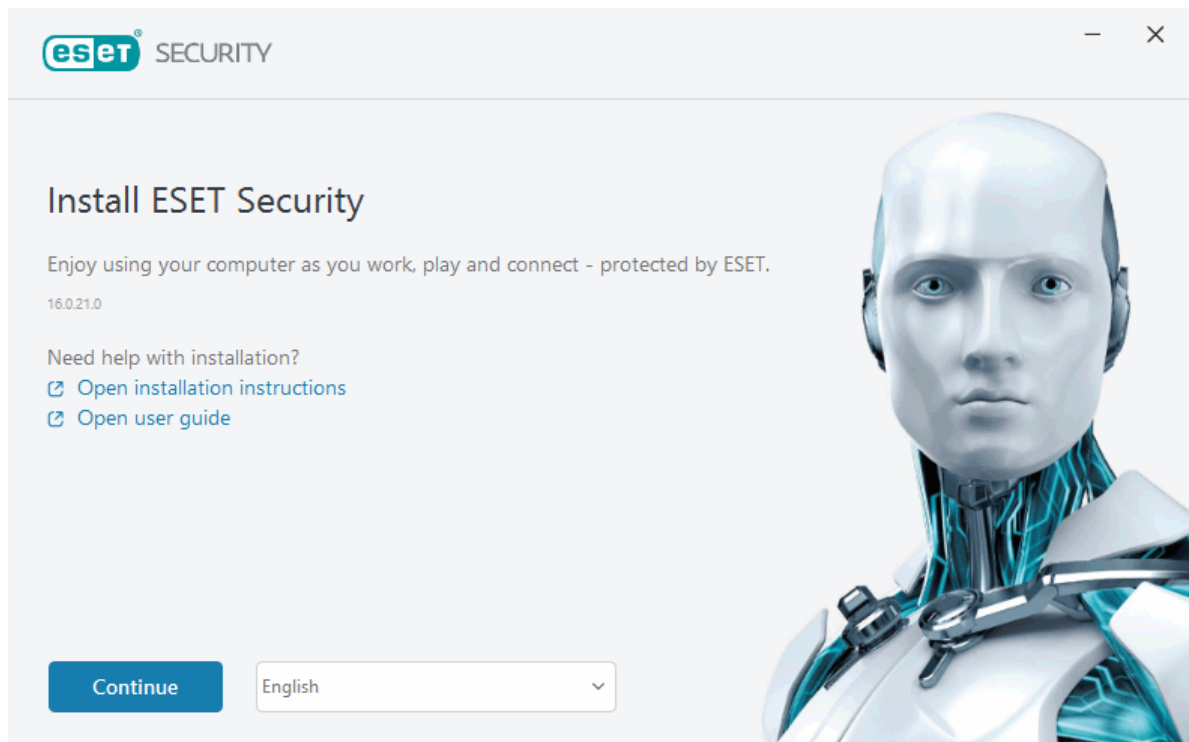 eset® SECURITY
Install ESET Security
Enjoy using your computer as you work, play and connect - protected by ESET.
16.0.21.0
Need help with installation?
Open installation instructions
Open user guide
Continue
English